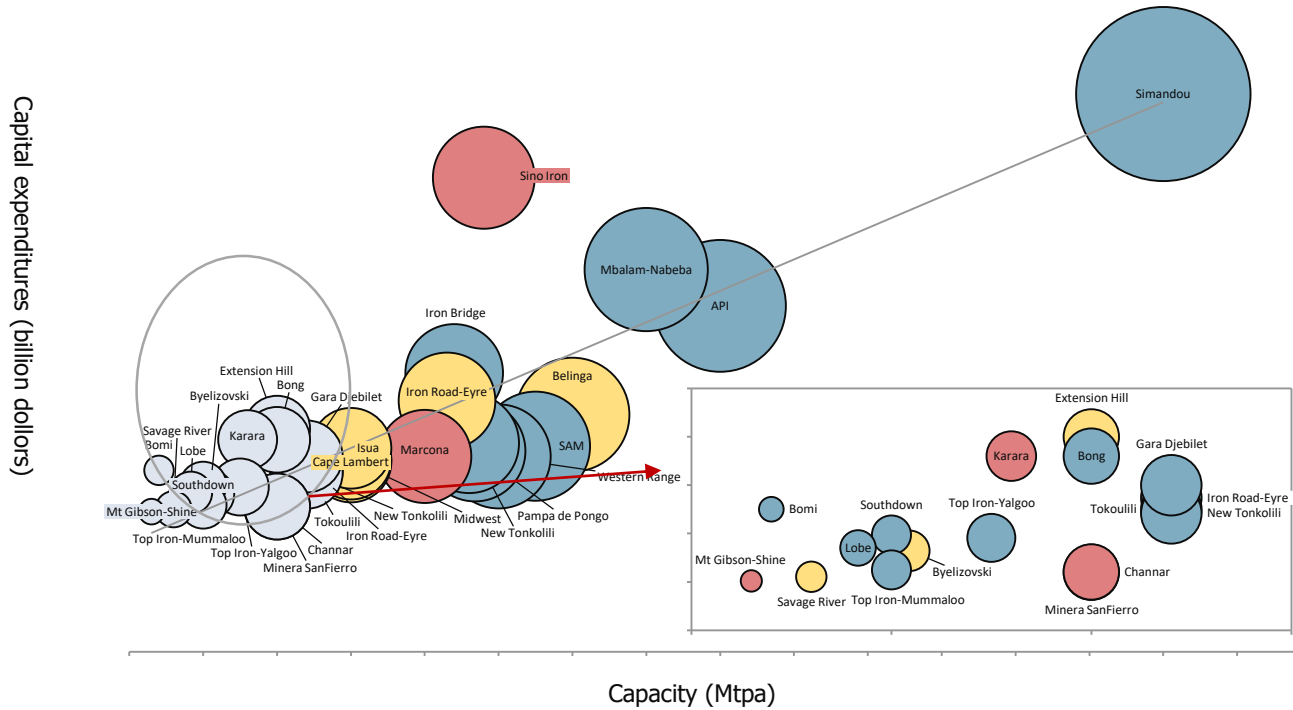 Capital expenditures (billion dollors)
Simandou
Sino Iron
Mbalam-Nabeba
API
Iron Bridge
Belinga
Extension Hill
Bong
Iron Road-Eyre
Gara Djebilet
Byelizovski
Savage River
Bomi
Karara
Lobe
Isua
Cape Lambert
Marcona
SAM
Western Range
Southdown
Mt Gibson-Shine
Tokoulili
New Tonkolili
Midwest
Pampa de Pongo
Top Iron-Mummaloo
Iron Road-Eyre
New Tonkolili
Top Iron-Yalgoo
Channar
Minera SanFierro
Extension Hill
Karara
Bong
Gara Djebilet
Bomi
Southdown
Top Iron-Yalgoo
Tokoulili
Iron Road-Eyre
New Tonkolili
Lobe
Mt Gibson-Shine
Byelizovski
Channar
Savage River
Top Iron-Mummaloo
Minera SanFierro
Capacity (Mtpa)